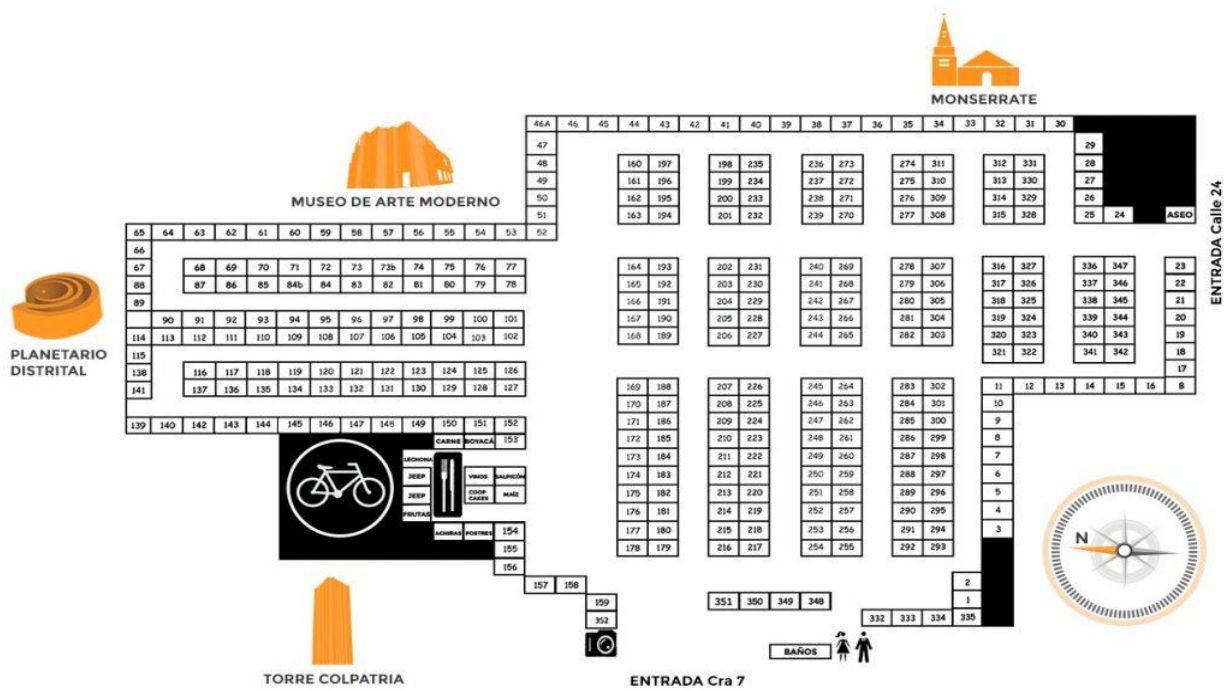 MONSERRATE
46A 46 45 44 43 42 41 40 39 38 37 36 35 34 33 32 31 30
47 29
48 160 197 198 235 236 273 274 311 312 331 28
49 161 196 199 234 237 272 275 310 313 330 27
MUSEO DE ARTE MODERNO 50 162 195 200 233 238 271 276 309 314 329 26
51 163 194 201 232 239 270 277 308 315 328 25 24 ASEO
ENTRADA Calle 24
65 64 63 62 61 60 59 58 57 56 55 54 53 52
66
67 68 69 70 71 72 73 73b 74 75 76 77 164 193 202 231 240 269 278 307 316 327 336 347 23
88 87 86 85 84b 84 83 82 81 80 79 78 165 192 203 230 241 268 279 306 317 326 337 346 22
89 166 191 204 229 242 267 280 305 318 325 338 345 21
90 91 92 93 94 95 96 97 98 99 100 101 167 190 205 228 243 266 281 304 319 324 339 344 20
114 113 112 111 110 109 108 107 106 105 104 103 102 168 189 206 227 244 265 282 303 320 323 340 343 19
PLANETARIO
DISTRITAL
115 321 322 341 342 18
138 116 117 118 119 120 121 122 123 124 125 126 17
141 137 136 135 134 133 132 131 130 129 128 127 169 188 207 226 245 264 283 302 11 12 13 14 15 16 B
170 187 208 225 246 263 284 301 10
139 140 142 143 144 145 146 147 148 149 150 151 152 171 186 209 224 247 262 285 300 9
CARNE BOYACÁ 153 172 185 210 223 248 261 286 299 8
LECHONA 173 184 211 222 249 260 287 298 7
JEEP VINOS SALPICÓN 174 183 212 221 250 259 288 297 6
JEEP COOP CAKES MAÍZ 175 182 213 220 251 258 289 296 5
FRUTAS 176 181 214 219 252 257 290 295 4
ACHIRAS POSTRES 154 177 180 215 218 253 256 291 294 3
155 178 179 216 217 254 255 292 293
156
N
157 158 2
159 351 350 349 348 1
352 332 333 334 335
BAÑOS
TORRE COLPATRIA
ENTRADA Cra 7